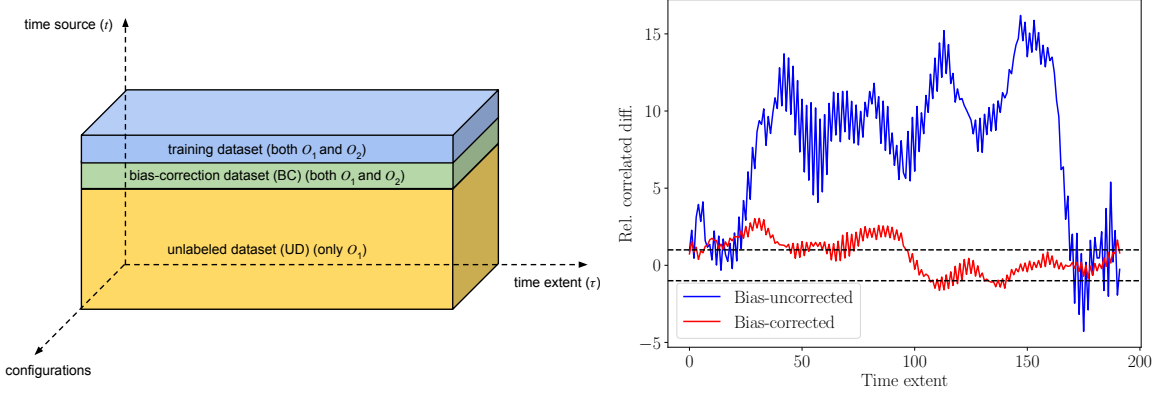 time source (t)
training dataset (both O₁ and O₂)
bias-correction dataset (BC) (both O₁ and O₂)
unlabeled dataset (UD) (only O₁)
time extent (τ)
configurations
Rel. correlated diff.
15
10
5
0
−5
Bias-uncorrected
Bias-corrected
0 50 100 150 200
Time extent